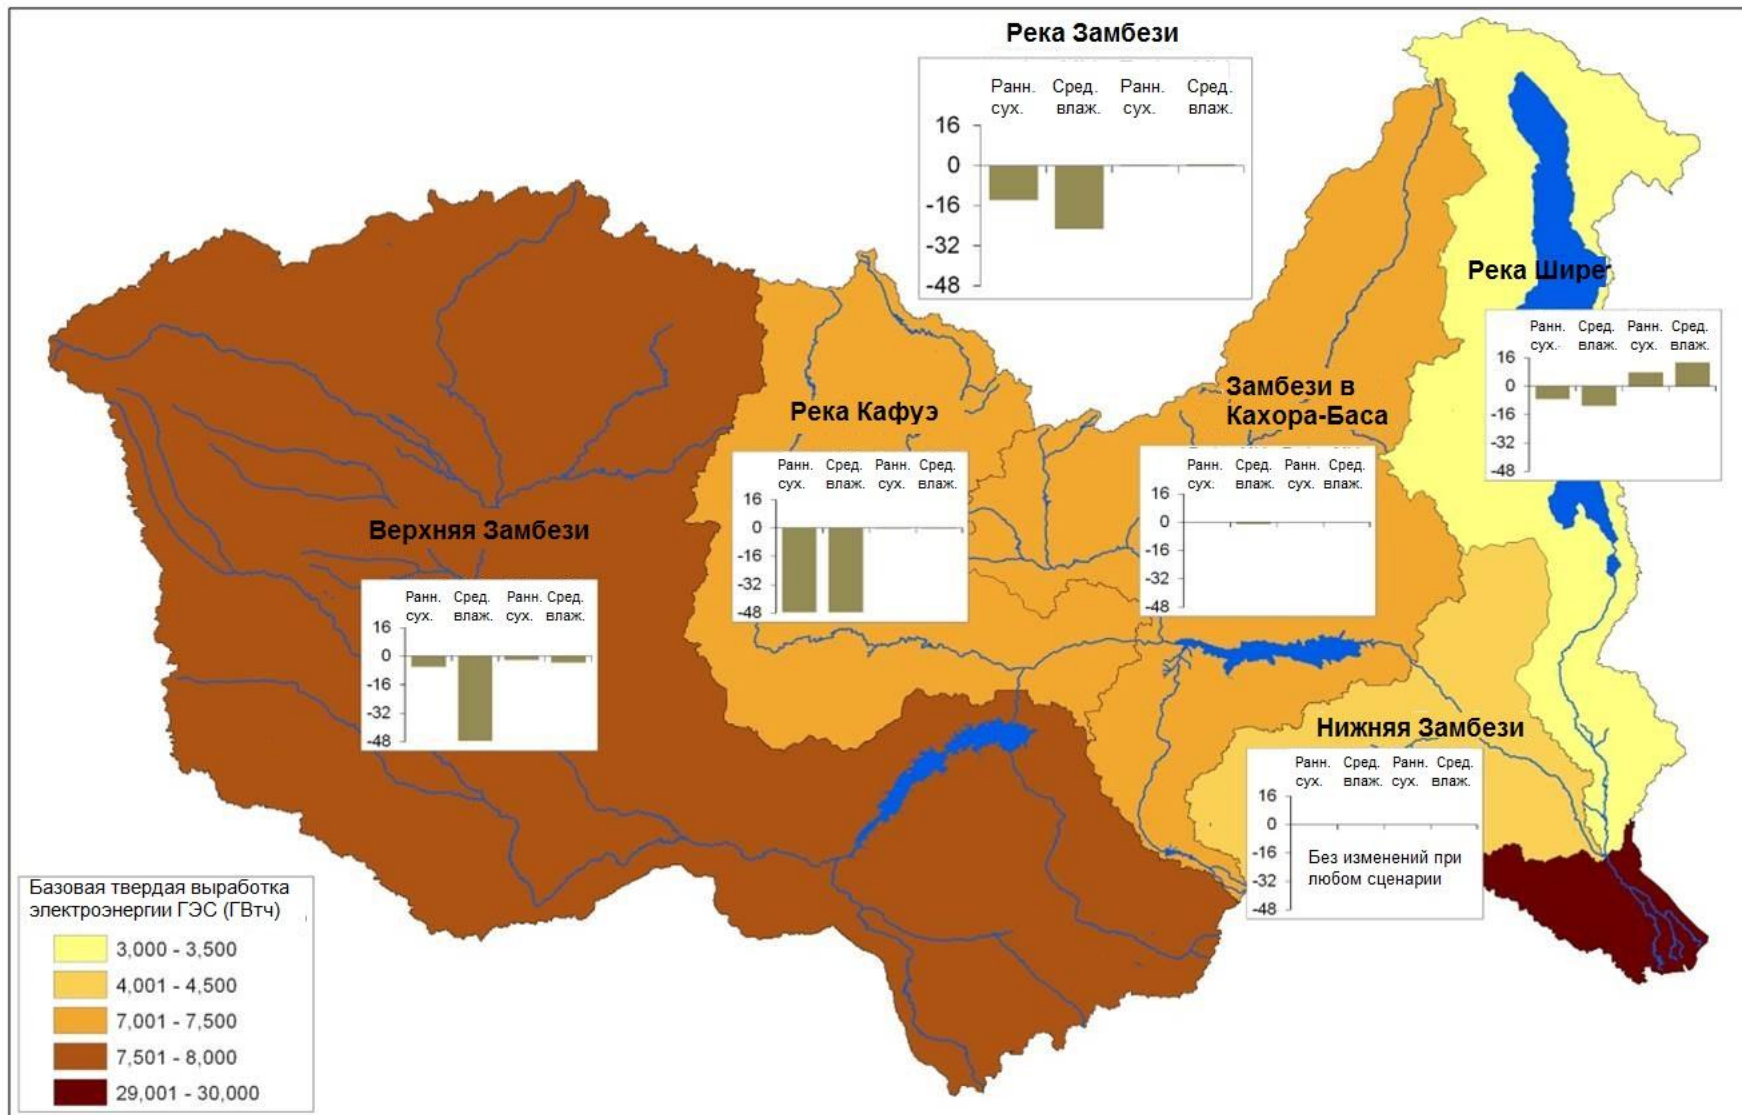 Река Замбези
Ранн. Сред. Ранн. Сред.
сух. влаж. сух. влаж.
16
0
-16
-32
-48
Река Шире
Ранн. Сред. Ранн. Сред.
сух. влаж. сух. влаж.
16
0
-16
-32
-48
Замбези в
Кахора-Баса
Ранн. Сред. Ранн. Сред.
сух. влаж. сух. влаж.
16
0
-16
-32
-48
Река Кафуэ
Ранн. Сред. Ранн. Сред.
сух. влаж. сух. влаж.
16
0
-16
-32
-48
Верхняя Замбези
Ранн. Сред. Ранн. Сред.
сух. влаж. сух. влаж.
16
0
-16
-32
-48
Нижняя Замбези
Ранн. Сред. Ранн. Сред.
сух. влаж. сух. влаж.
16
0
-16
-32
-48
Без изменений при
любом сценарии
Базовая твердая выработка
электроэнергии ГЭС (ГВтч)
3,000 - 3,500
4,001 - 4,500
7,001 - 7,500
7,501 - 8,000
29,001 - 30,000